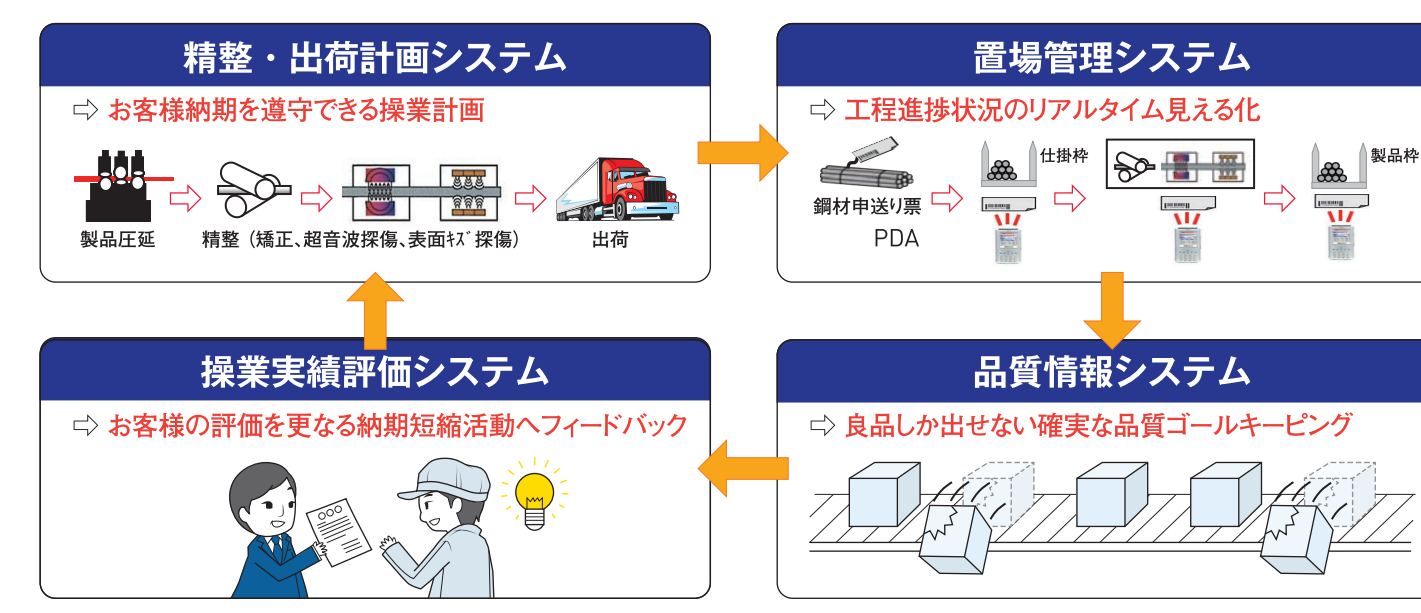 精整・出荷計画システム
⇨ お客様納期を遵守できる操業計画
製品圧延
精整（矯正、超音波探傷、表面ｷｽﾞ探傷）
出荷
置場管理システム
⇨ 工程進捗状況のリアルタイム見える化
鋼材申送り票
PDA
仕掛枠
製品枠
操業実績評価システム
⇨ お客様の評価を更なる納期短縮活動へフィードバック
品質情報システム
⇨ 良品しか出せない確実な品質ゴールキーピング